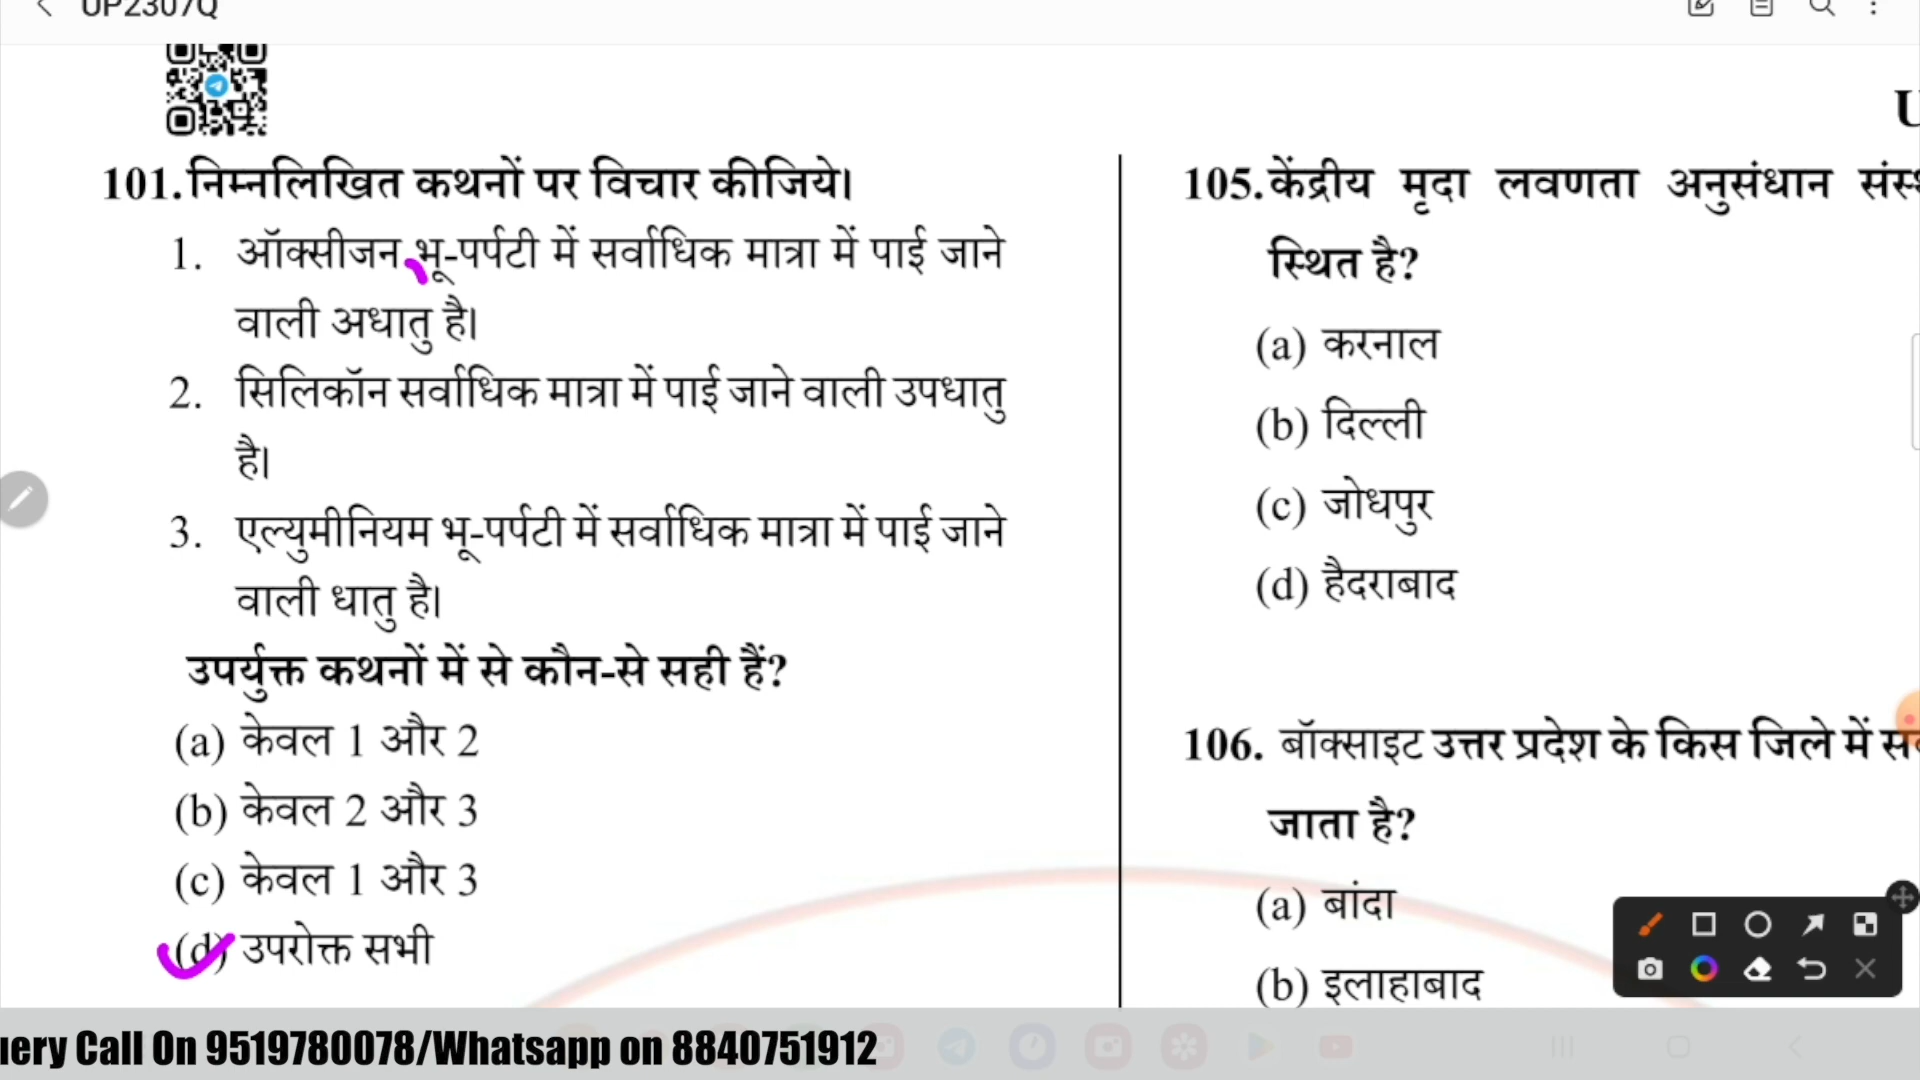 UP2307Q
101. निम्नलिखित कथनों पर विचार कीजिये।
1. ऑक्सीजन भू-पर्पटी में सर्वाधिक मात्रा में पाई जाने
वाली अधातु है।
2. सिलिकॉन सर्वाधिक मात्रा में पाई जाने वाली उपधातु
है।
3. एल्युमीनियम भू-पर्पटी में सर्वाधिक मात्रा में पाई जाने
वाली धातु है।
उपर्युक्त कथनों में से कौन-से सही हैं?
(a) केवल 1 और 2
(b) केवल 2 और 3
(c) केवल 1 और 3
(d) उपरोक्त सभी
105. केंद्रीय मृदा लवणता अनुसंधान
स्थित है?
(a) करनाल
(b) दिल्ली
(c) जोधपुर
(d) हैदराबाद
106. बॉक्साइट उत्तर प्रदेश के किस जिले में
जाता है?
(a) बांदा
(b) इलाहाबाद
Call On 9519780078/Whatsapp on 8840751912